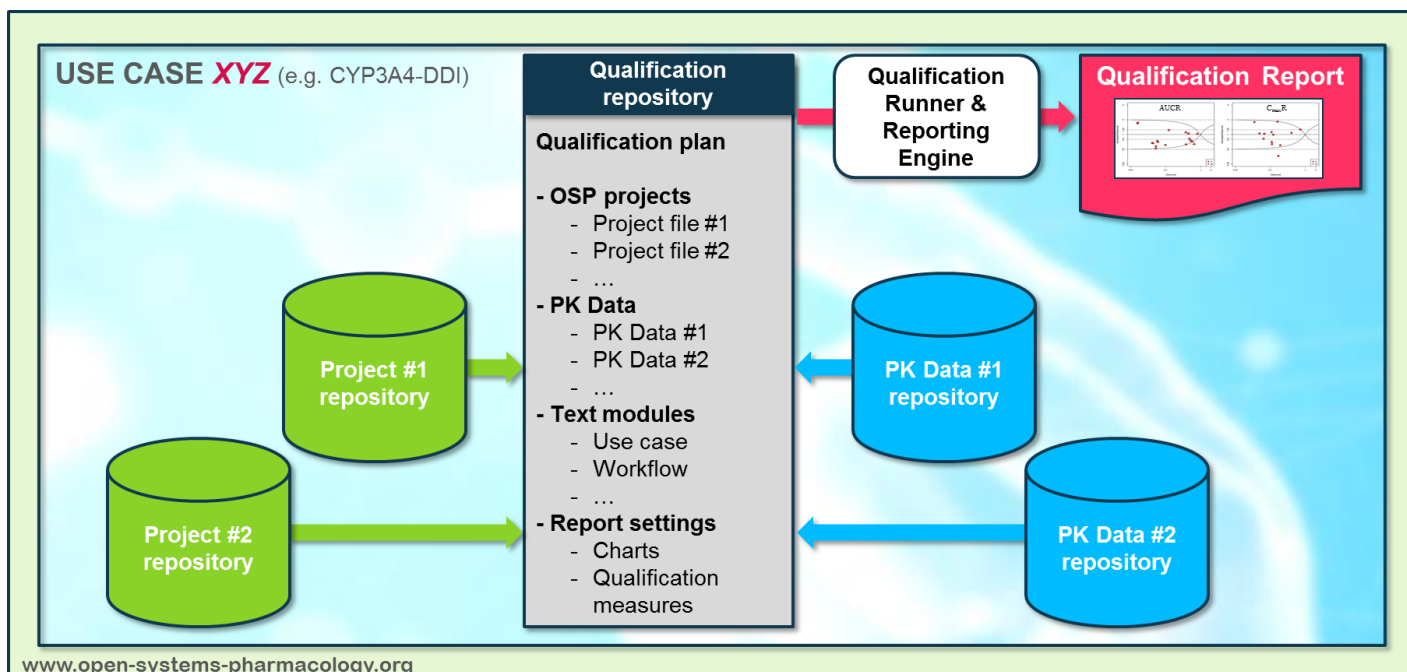 USE CASE XYZ (e.g. CYP3A4-DDI)
Qualification
repository
Qualification plan
- OSP projects
- Project file #1
- Project file #2
- …
- PK Data
- PK Data #1
- PK Data #2
- …
- Text modules
- Use case
- Workflow
- …
- Report settings
- Charts
- Qualification
measures
Qualification
Runner &
Reporting
Engine
Qualification Report
AUCR
CmaxR
Project #1
repository
Project #2
repository
PK Data #1
repository
PK Data #2
repository
www.open-systems-pharmacology.org